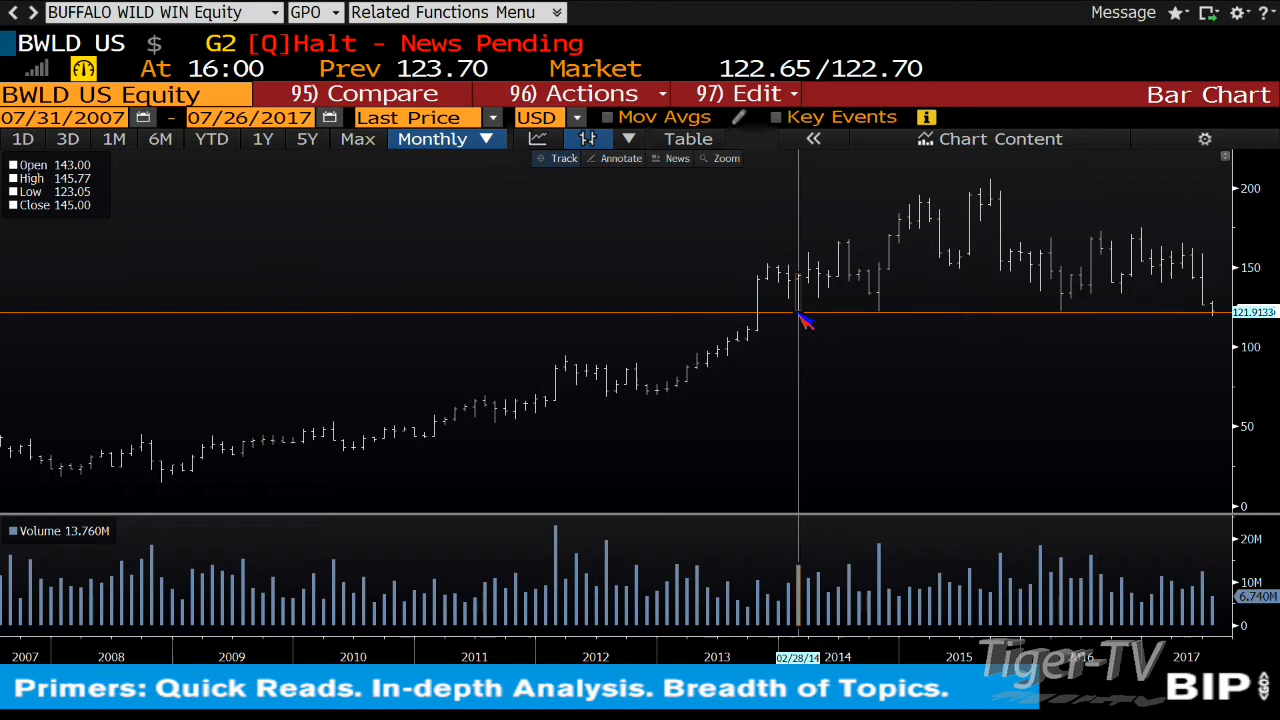 BUFFALO WILD WIN Equity GPO Related Functions Menu Message ?
BWLD US $ G2 [Q]Halt - News Pending
At 16:00 Prev 123.70 Market 122.65/122.70
BWLD US Equity 95) Compare 96) Actions 97) Edit Bar Chart
07/31/2007 - 07/26/2017 Last Price USD Mov Avgs Key Events i
1D 3D 1M 6M YTD 1Y 5Y Max Monthly Table Chart Content
Track Annotate News Zoom
Open 143.00
High 145.77
Low 123.05
Close 145.00
200
150
121.9133
100
50
0
Volume 13.760M
20M
10M
6.740M
0
2007 2008 2009 2010 2011 2012 2013 02/28/14 2014 2015 2016 2017
Tiger-TV
Primers: Quick Reads. In-depth Analysis. Breadth of Topics. BIP GO